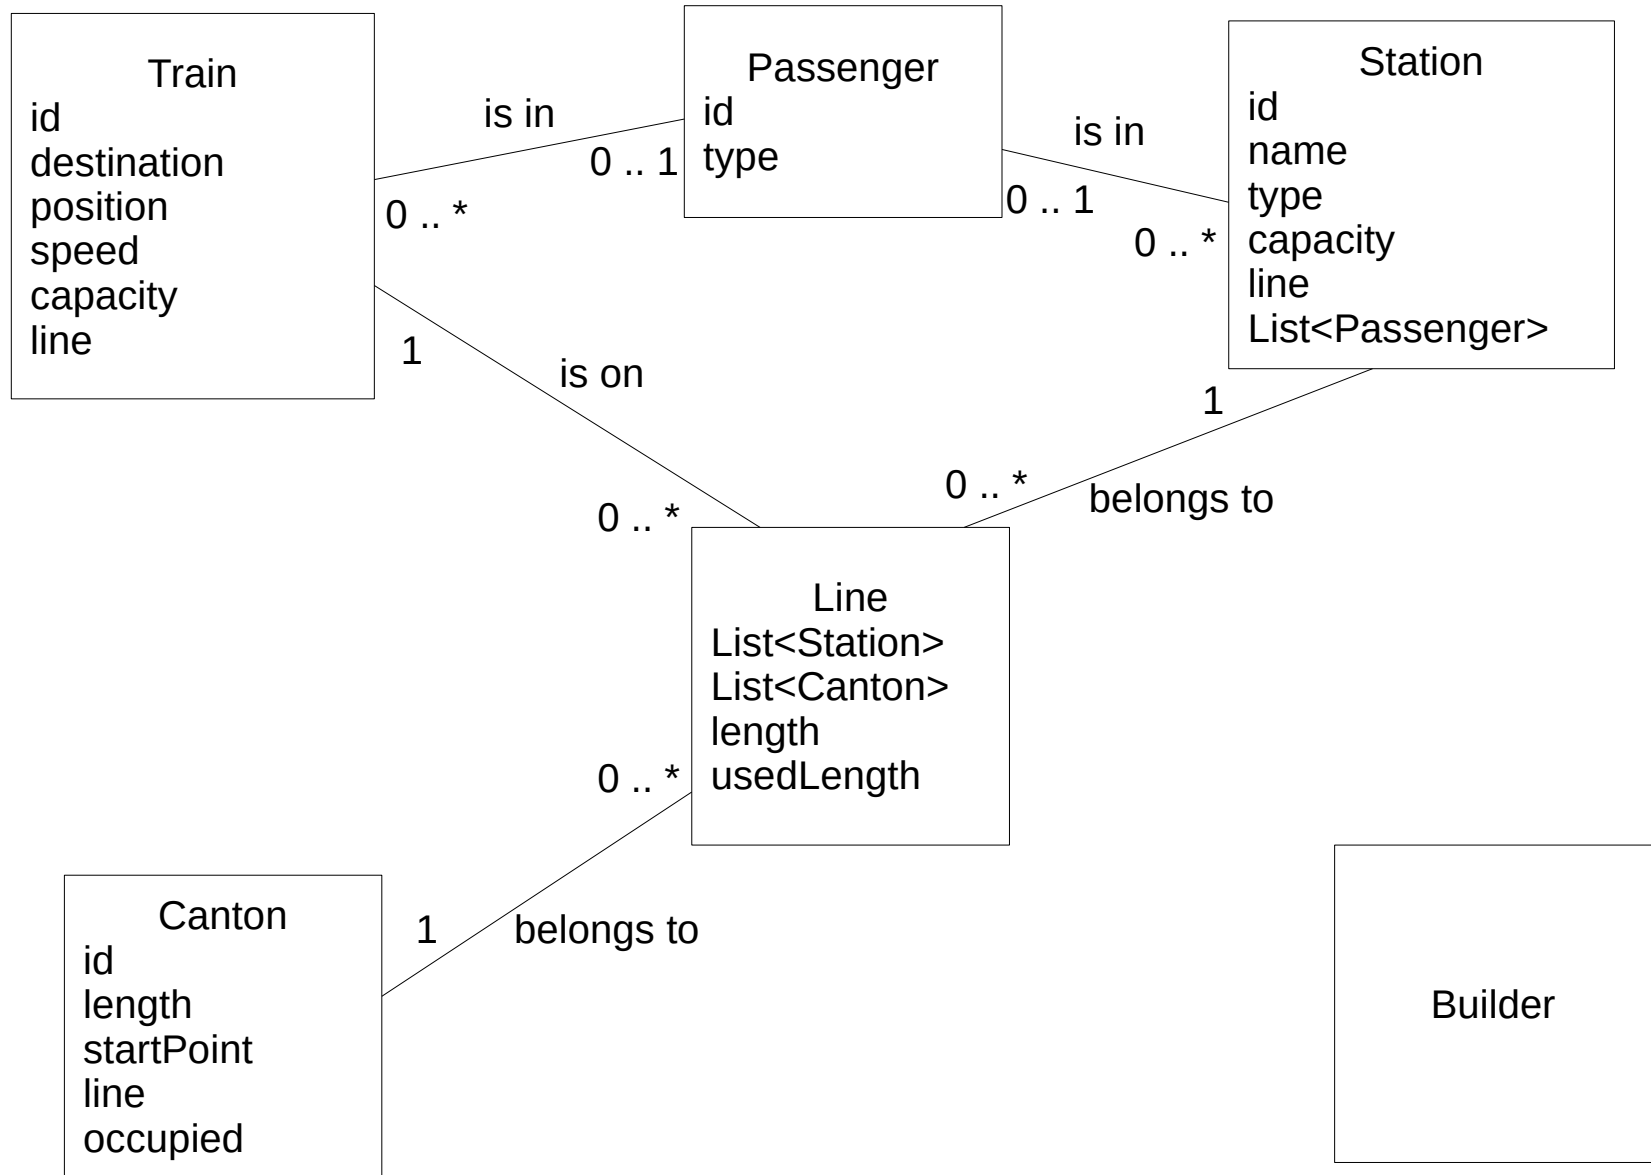 Train
id
destination
position
speed
capacity
line
is in
0 .. 1
0 .. *
Passenger
id
type
is in
0 .. 1
0 .. *
Station
id
name
type
capacity
line
List<Passenger>
1
is on
0 .. *
1
0 .. *
belongs to
Line
List<Station>
List<Canton>
length
usedLength
0 .. *
1
belongs to
Canton
id
length
startPoint
line
occupied
Builder